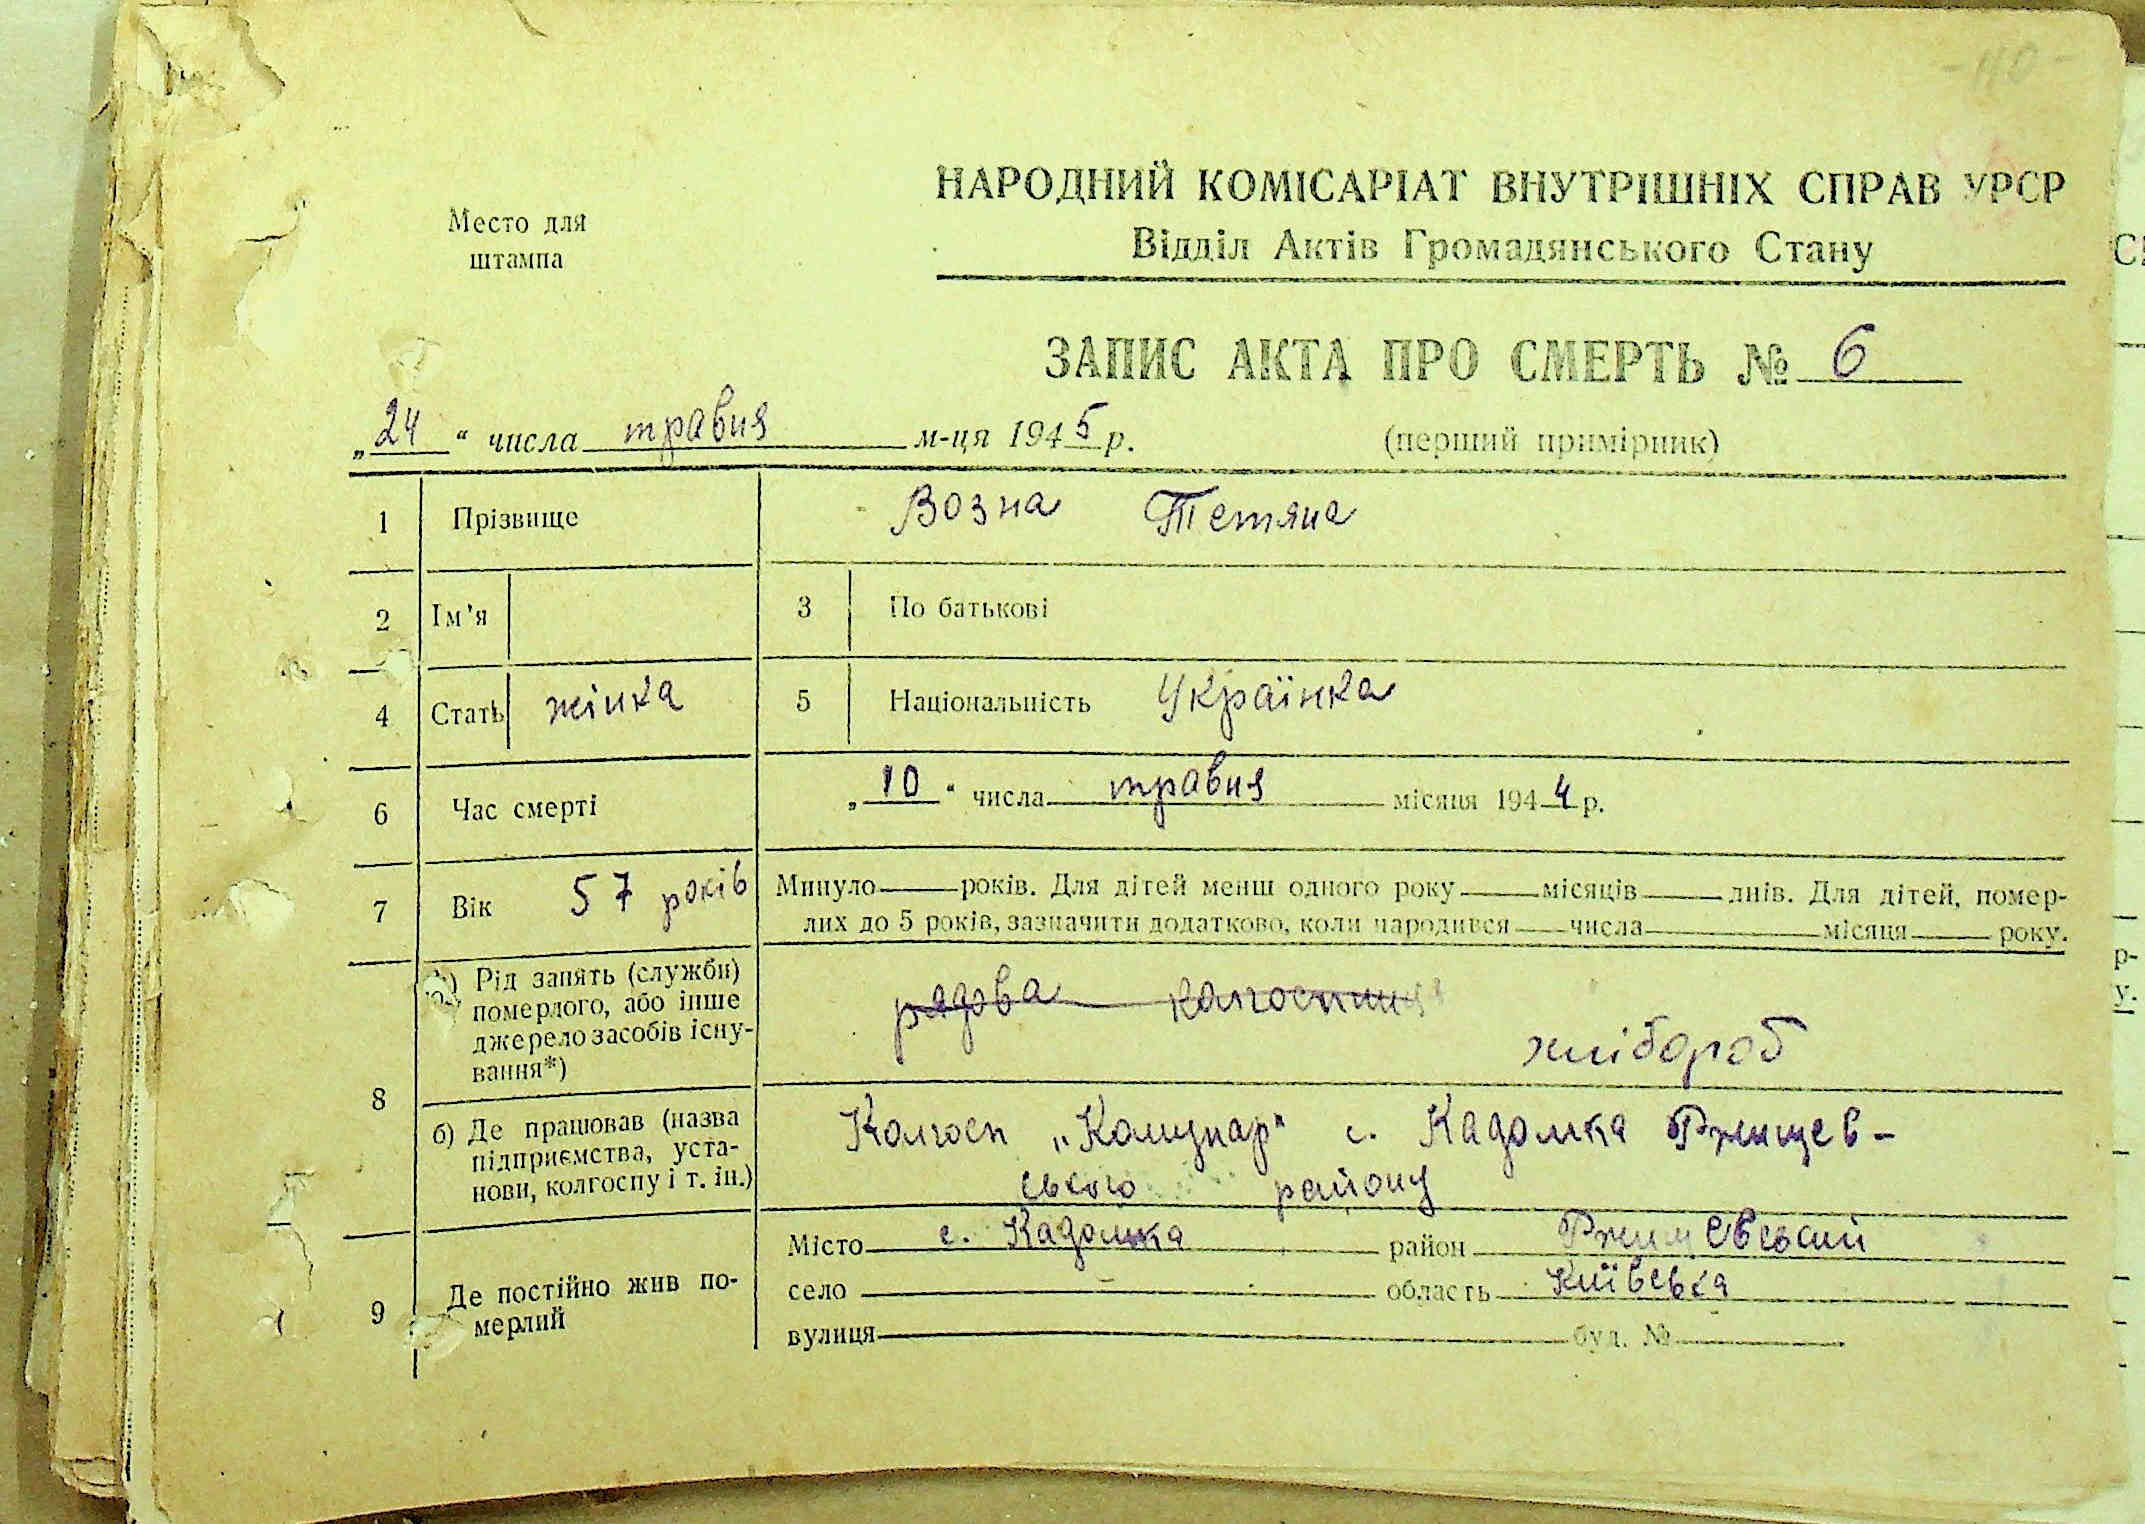 -110-
НАРОДНИЙ КОМІСАРІАТ ВНУТРІШНІХ СПРАВ УРСР
Место для
штампа
Відділ Актів Громадянського Стану
ЗАПИС АКТА ПРО СМЕРТЬ № 6
„24“ числа травня м-ця 1945 р. (перший примірник)
1 Прізвище Возна Тетяна
2 Ім'я 3 По батькові
4 Стать жінка 5 Національність Українка
6 Час смерті „10“ числа травня місяця 1944 р.
7 Вік 57 років Минуло років. Для дітей менш одного року місяців днів. Для дітей, помер-
лих до 5 років, зазначити додатково, коли народився числа місяця року.
8 а) Рід занять (служби)
померлого, або інше
джерело засобів існу-
вання*)
рядова колгоспниця
хлібороб
б) Де працював (назва
підприємства, уста-
нови, колгоспу і т. ін.)
Колгосп „Комунар" с. Кадомка Ржищев-
ського району
9 Де постійно жив по-
мерлий
Місто с. Кадомка район Ржищевський
село — область Київська
вулиця буд. №